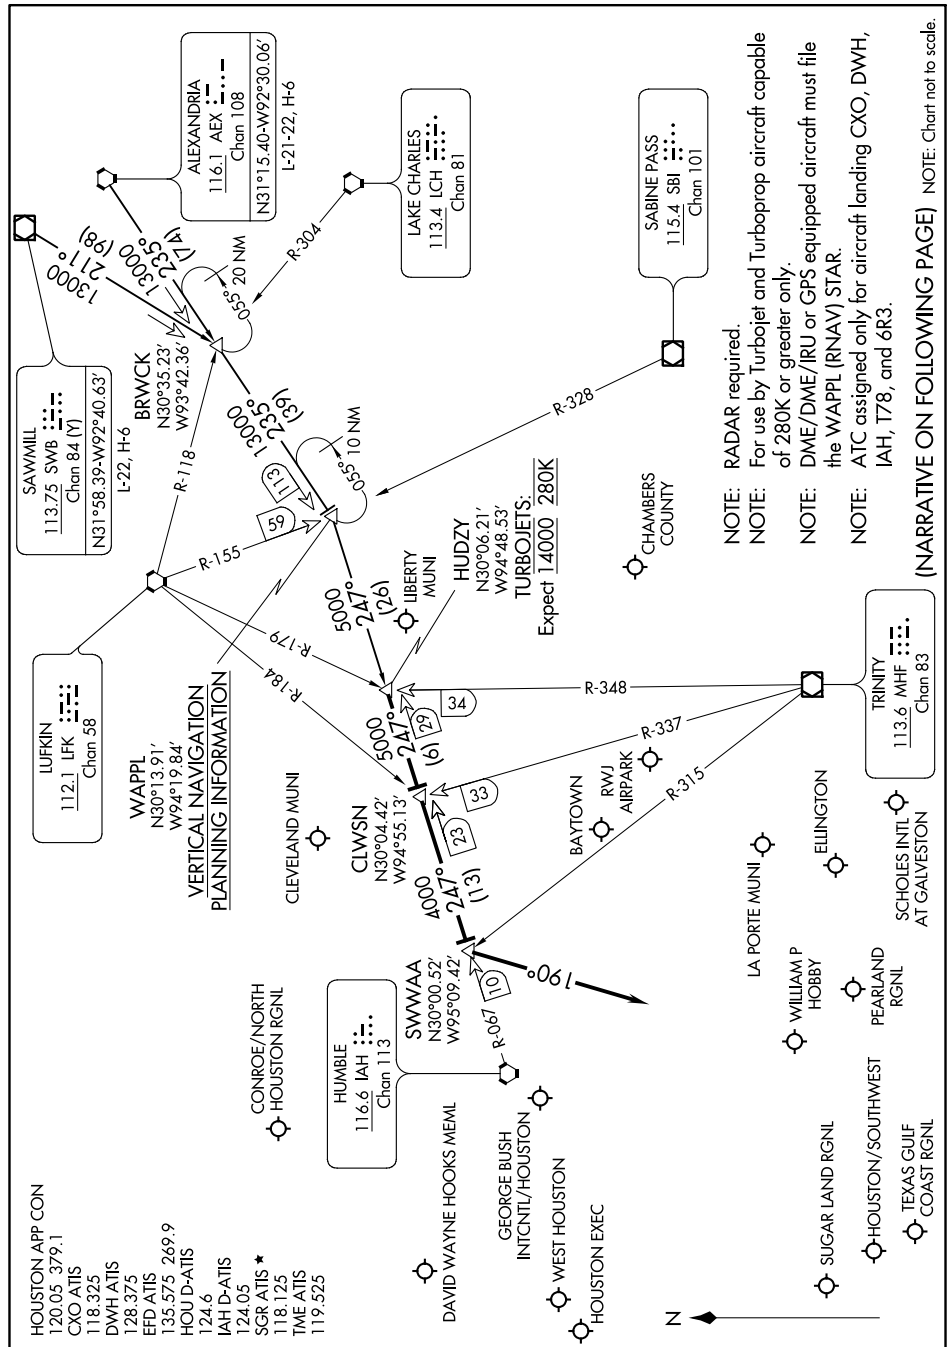 HOUSTON APP CON
120.05 379.1
CXO ATIS
118.325
DWH ATIS
128.375
EFD ATIS
135.575 269.9
HOU D-ATIS
124.6
IAH D-ATIS
124.05
SGR ATIS ★
118.125
TME ATIS
119.525
LUFKIN
112.1 LFK
Chan 58
SAWMILL
113.75 SWB
Chan 84 (Y)
N31°58.39-W92°40.63'
L-22, H-6
ALEXANDRIA
116.1 AEX
Chan 108
N31°15.40-W92°30.06'
L-21-22, H-6
LAKE CHARLES
113.4 LCH
Chan 81
SABINE PASS
115.4 SBI
Chan 101
HUMBLE
116.6 IAH
Chan 113
TRINITY
113.6 MHF
Chan 83
13000
211°
(98)
13000
235°
(74)
BRWCK
N30°35.23'
W93°42.36'
055° 20 NM
R-304
R-118
13000
235°
(39)
113
59
055° 10 NM
R-328
R-155
WAPPL
N30°13.91'
W94°19.84'
VERTICAL NAVIGATION
PLANNING INFORMATION
5000
247°
(26)
R-179
R-184
LIBERTY
MUNI
HUDZY
N30°06.21'
W94°48.53'
TURBOJETS:
Expect 14000 280K
5000
247°
(6)
29
34
R-348
CLWSN
N30°04.42'
W94°55.13'
23
33
R-337
4000
247°
(13)
SWWAA
N30°00.52'
W95°09.42'
10
R-067
R-315
190°
CLEVELAND MUNI
CONROE/NORTH
HOUSTON RGNL
DAVID WAYNE HOOKS MEML
GEORGE BUSH
INTCNTL/HOUSTON
WEST HOUSTON
HOUSTON EXEC
CHAMBERS
COUNTY
BAYTOWN
RWJ
AIRPARK
LA PORTE MUNI
ELLINGTON
SCHOLES INTL
AT GALVESTON
WILLIAM P
HOBBY
PEARLAND
RGNL
SUGAR LAND RGNL
HOUSTON/SOUTHWEST
TEXAS GULF
COAST RGNL
N
NOTE: RADAR required.
NOTE: For use by Turbojet and Turboprop aircraft capable
of 280K or greater only.
NOTE: DME/DME/IRU or GPS equipped aircraft must file
the WAPPL (RNAV) STAR.
NOTE: ATC assigned only for aircraft landing CXO, DWH,
IAH, T78, and 6R3.
(NARRATIVE ON FOLLOWING PAGE) NOTE: Chart not to scale.